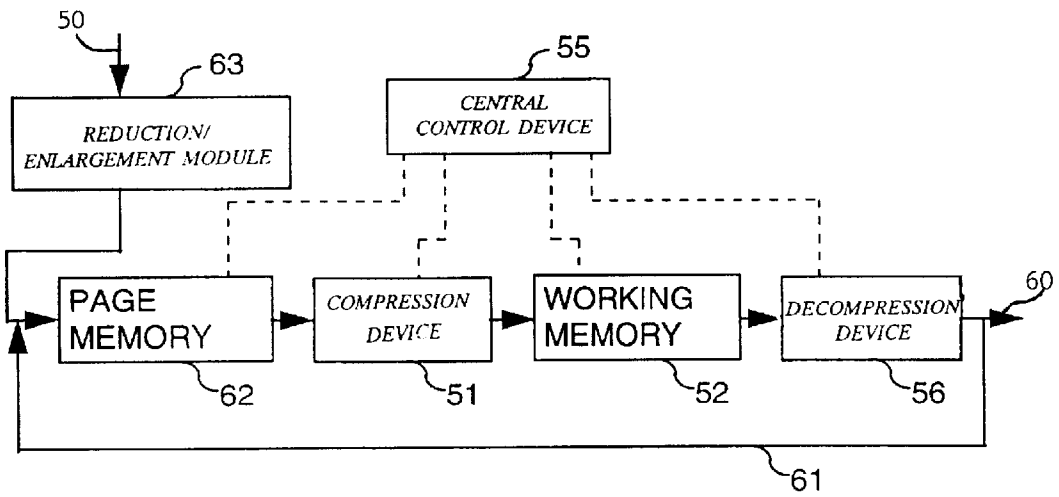 50
63
55
REDUCTION/
ENLARGEMENT MODULE
CENTRAL
CONTROL DEVICE
PAGE
MEMORY
COMPRESSION
DEVICE
WORKING
MEMORY
DECOMPRESSION
DEVICE
60
62
51
52
56
61